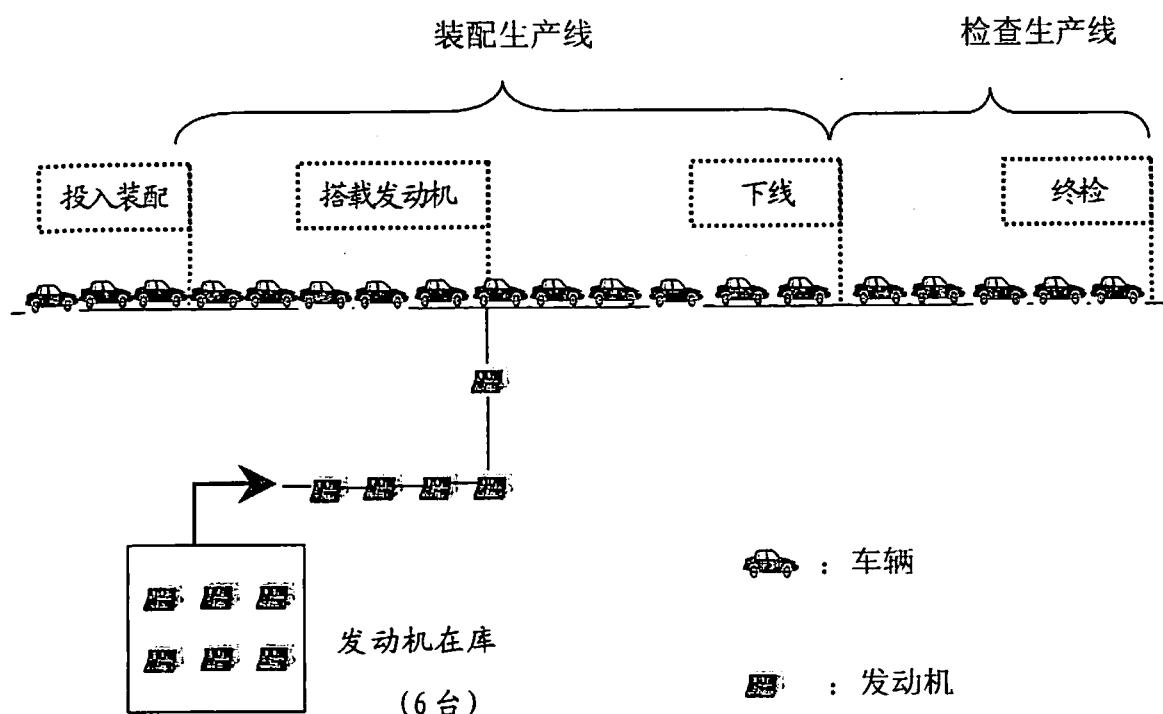 装配生产线
检查生产线
投入装配
搭载发动机
下线
终检
：车辆
发动机在库
(6台)
：发动机